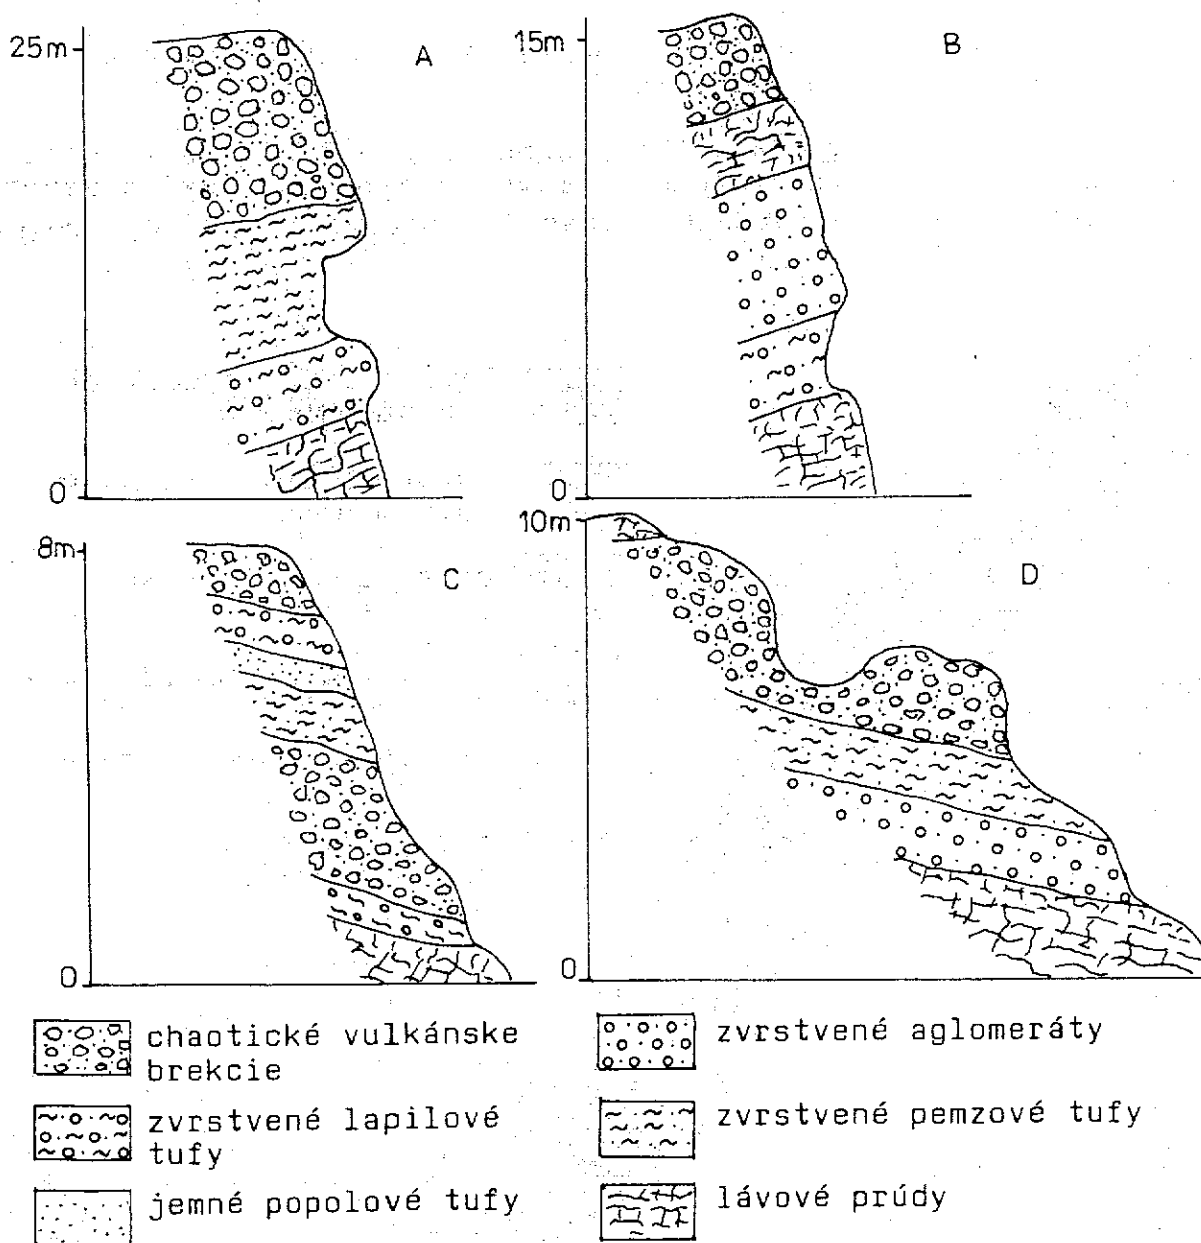 25m
A
0
15m
B
0
8m
C
0
10m
D
0
chaotické vulkánske
brekcie
zvrstvené lapilové
tufy
jemné popolové tufy
zvrstvené aglomeráty
zvrstvené pemzové tufy
lávové prúdy